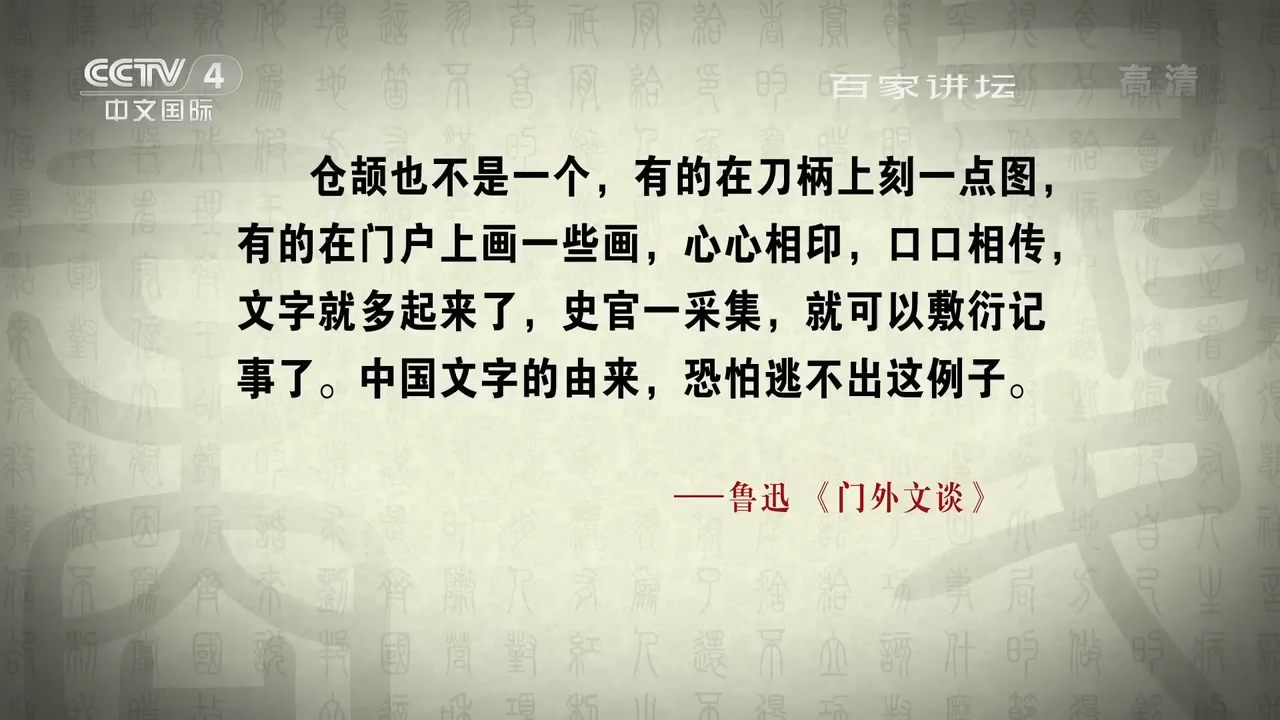 CCTV 4
中文国际
百家讲坛
高清
仓颉也不是一个，有的在刀柄上刻一点图，
有的在门户上画一些画，心心相印，口口相传，
文字就多起来了，史官一采集，就可以敷衍记
事了。中国文字的由来，恐怕逃不出这例子。
——鲁迅 《门外文谈》